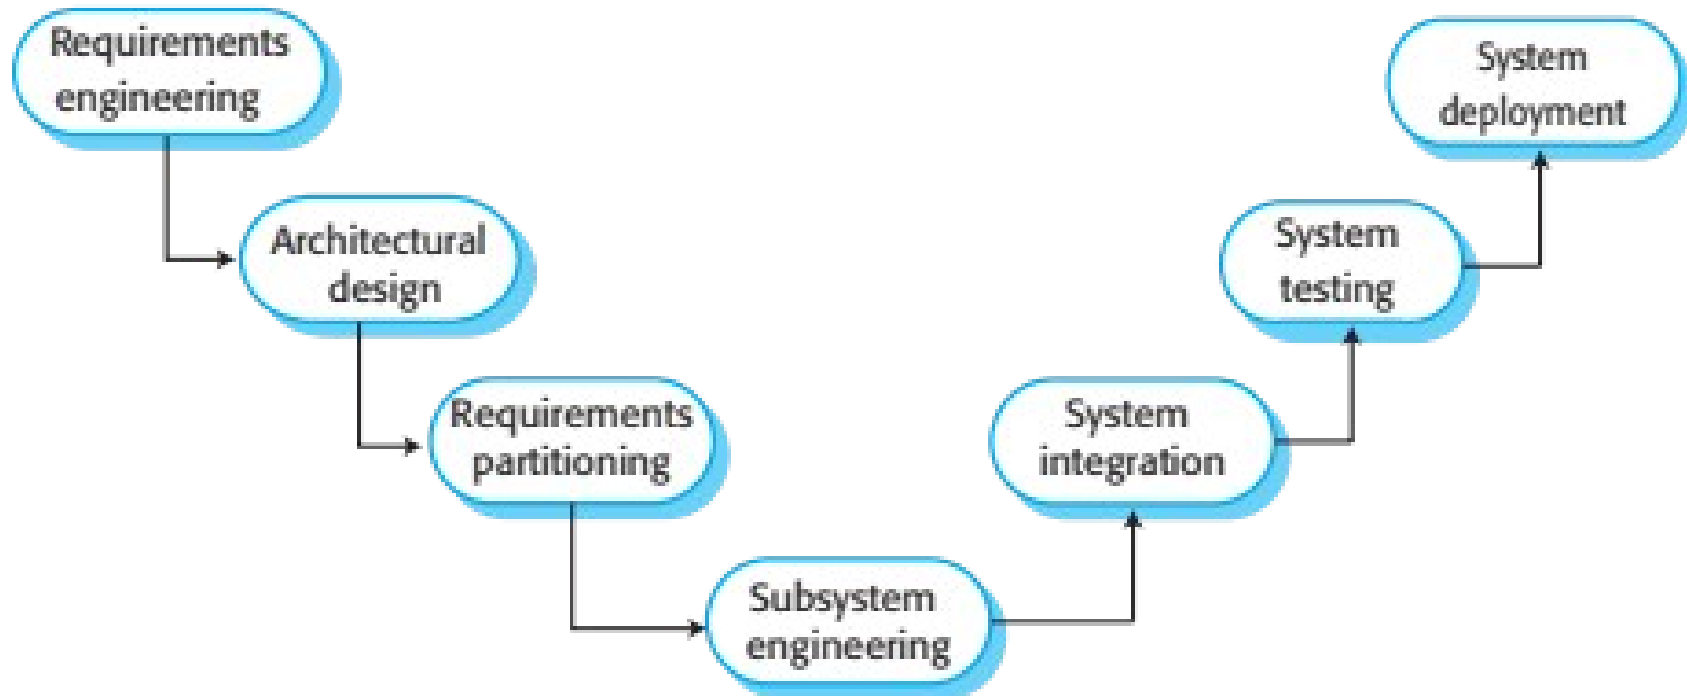 Requirements
engineering
Architectural
design
Requirements
partitioning
Subsystem
engineering
System
integration
System
testing
System
deployment